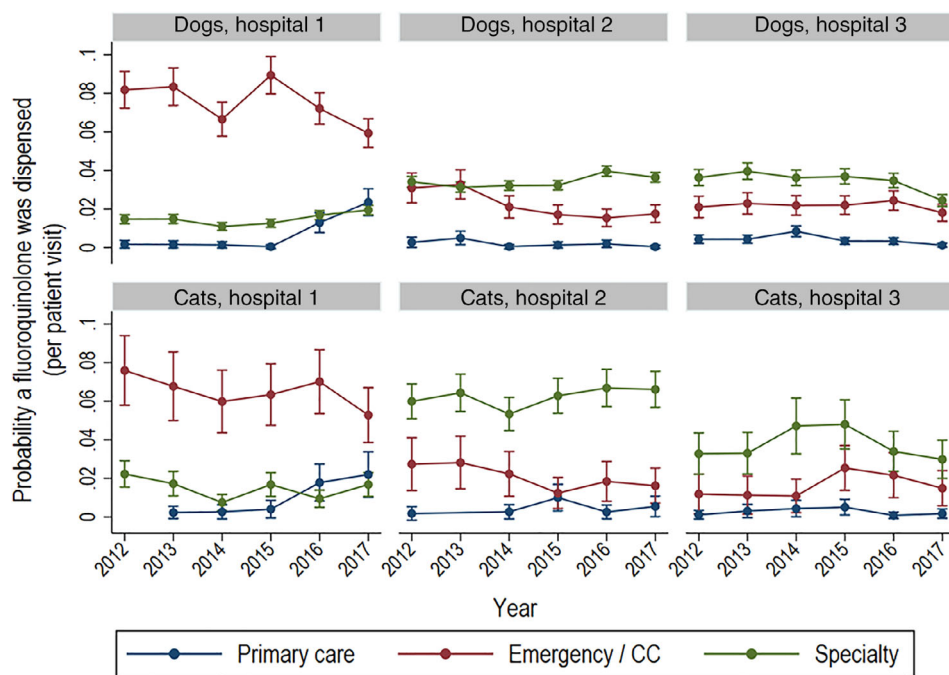 Dogs, hospital 1 Dogs, hospital 2 Dogs, hospital 3
.1
.08
.06
.04
.02
0
Cats, hospital 1 Cats, hospital 2 Cats, hospital 3
.1
.08
.06
.04
.02
0
Probability a fluoroquinolone was dispensed
(per patient visit)
2012 2013 2014 2015 2016 2017 2012 2013 2014 2015 2016 2017 2012 2013 2014 2015 2016 2017
Year
Primary care Emergency / CC Specialty